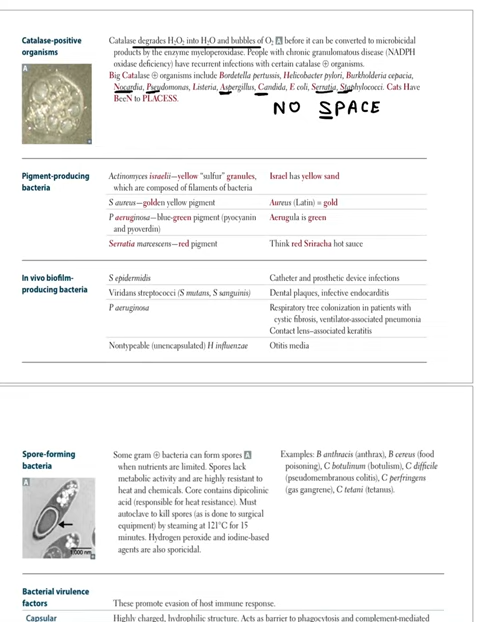 Catalase-positive
organisms
Catalase degrades H₂O₂ into H₂O and bubbles of O₂ A before it can be converted to microbicidal
products by the enzyme myeloperoxidase. People with chronic granulomatous disease (NADPH
oxidase deficiency) have recurrent infections with certain catalase ⊕ organisms.
Big Catalase ⊕ organisms include Bordetella pertussis, Helicobacter pylori, Burkholderia cepacia,
Nocardia, Pseudomonas, Listeria, Aspergillus, Candida, E coli, Serratia, Staphylococci. Cats Have
BeeN to PLACESS.
NO SPACE
A
Pigment-producing
bacteria
Actinomyces israelii—yellow “sulfur” granules,
which are composed of filaments of bacteria
Israel has yellow sand
S aureus—golden yellow pigment
Aureus (Latin) = gold
P aeruginosa—blue-green pigment (pyocyanin
and pyoverdin)
Aerugula is green
Serratia marcescens—red pigment
Think red Sriracha hot sauce
In vivo biofilm-
producing bacteria
S epidermidis
Catheter and prosthetic device infections
Viridans streptococci (S mutans, S sanguinis)
Dental plaques, infective endocarditis
P aeruginosa
Respiratory tree colonization in patients with
cystic fibrosis, ventilator-associated pneumonia
Contact lens–associated keratitis
Nontypeable (unencapsulated) H influenzae
Otitis media
Spore-forming
bacteria
A
1000 nm
Some gram ⊕ bacteria can form spores A
when nutrients are limited. Spores lack
metabolic activity and are highly resistant to
heat and chemicals. Core contains dipicolinic
acid (responsible for heat resistance). Must
autoclave to kill spores (as is done to surgical
equipment) by steaming at 121°C for 15
minutes. Hydrogen peroxide and iodine-based
agents are also sporicidal.
Examples: B anthracis (anthrax), B cereus (food
poisoning), C botulinum (botulism), C difficile
(pseudomembranous colitis), C perfringens
(gas gangrene), C tetani (tetanus).
Bacterial virulence
factors
These promote evasion of host immune response.
Capsular
Highly charged, hydrophilic structure. Acts as barrier to phagocytosis and complement-mediated